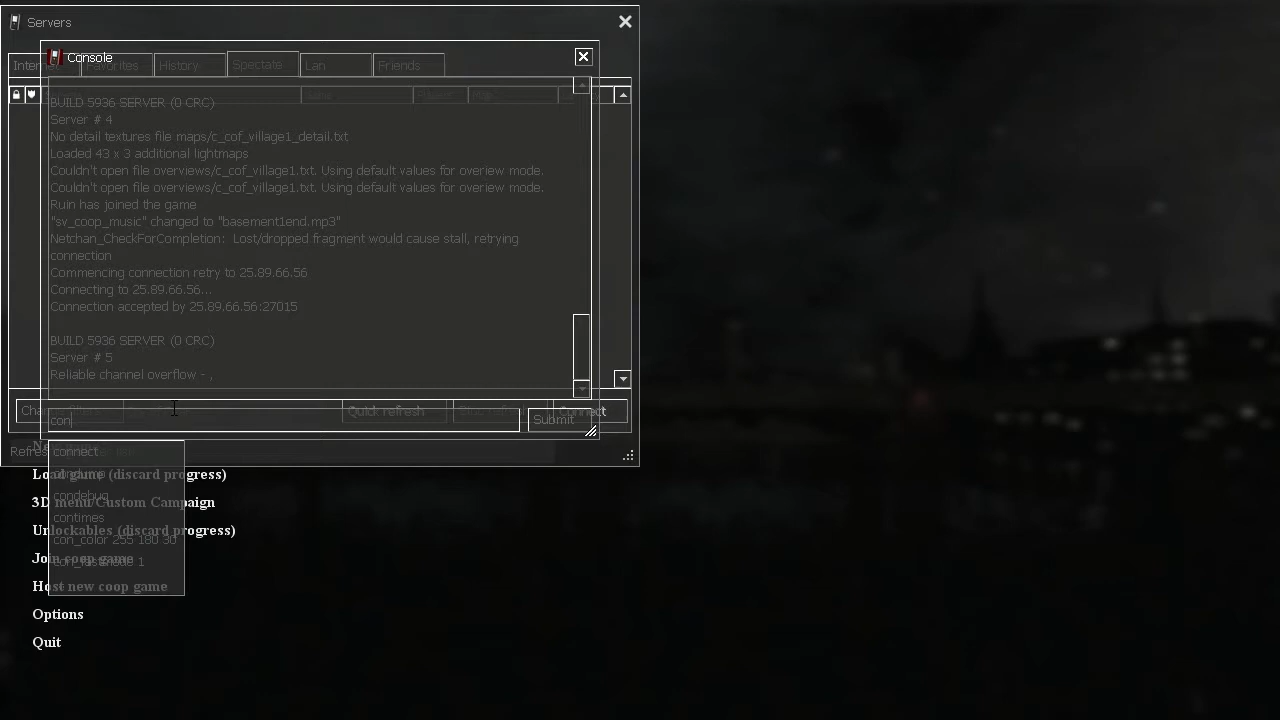 Servers
Console
Internet Favorites History Spectate Lan Friends
BUILD 5936 SERVER (0 CRC)
Server # 4
No detail textures file maps/c_cof_village1_detail.txt
Loaded 43 x 3 additional lightmaps
Couldn't open file overviews/c_cof_village1.txt. Using default values for overiew mode.
Couldn't open file overviews/c_cof_village1.txt. Using default values for overiew mode.
Ruin has joined the game
"sv_coop_music" changed to "basement1end.mp3"
Netchan_CheckForCompletion: Lost/dropped fragment would cause stall, retrying
connection
Commencing connection retry to 25.89.66.56
Connecting to 25.89.66.56...
Connection accepted by 25.89.66.56:27015
BUILD 5936 SERVER (0 CRC)
Server # 5
Reliable channel overflow - ,
Quick refresh Connect
con Submit
connect
condump
condebug
contimes
con_color 255 180 30
con_fastmode 1
Load game (discard progress)
3D menu/Custom Campaign
Unlockables (discard progress)
Join coop game
Host new coop game
Options
Quit